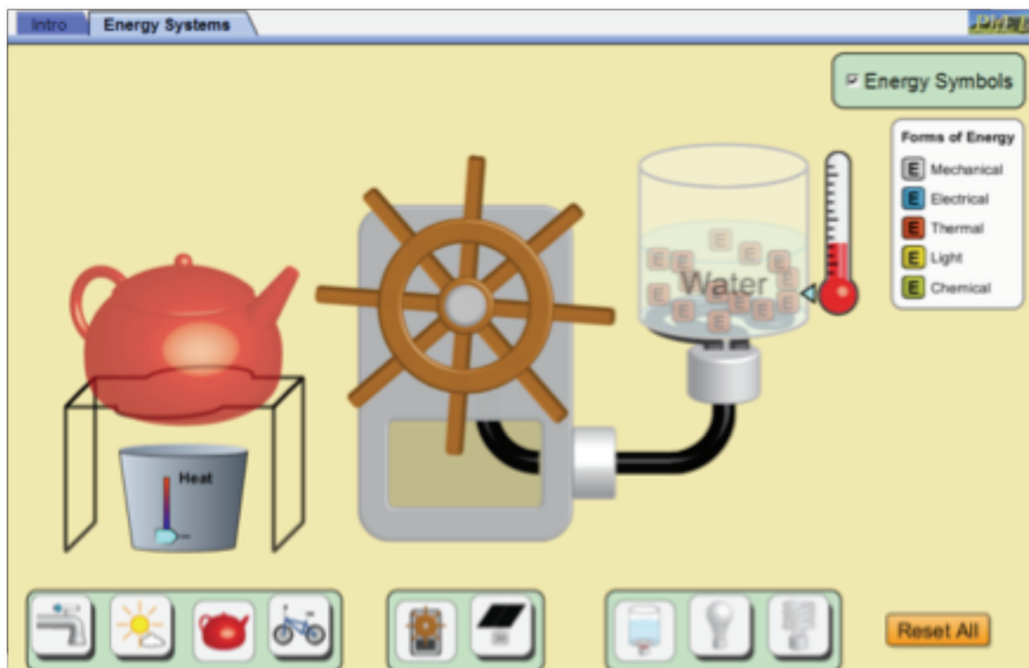 Intro
Energy Systems
PhET
Energy Symbols
Forms of Energy
E Mechanical
E Electrical
E Thermal
E Light
E Chemical
E
E
E
E
E
E
E
E
E
E
E
E
E
Water
Heat
Reset All